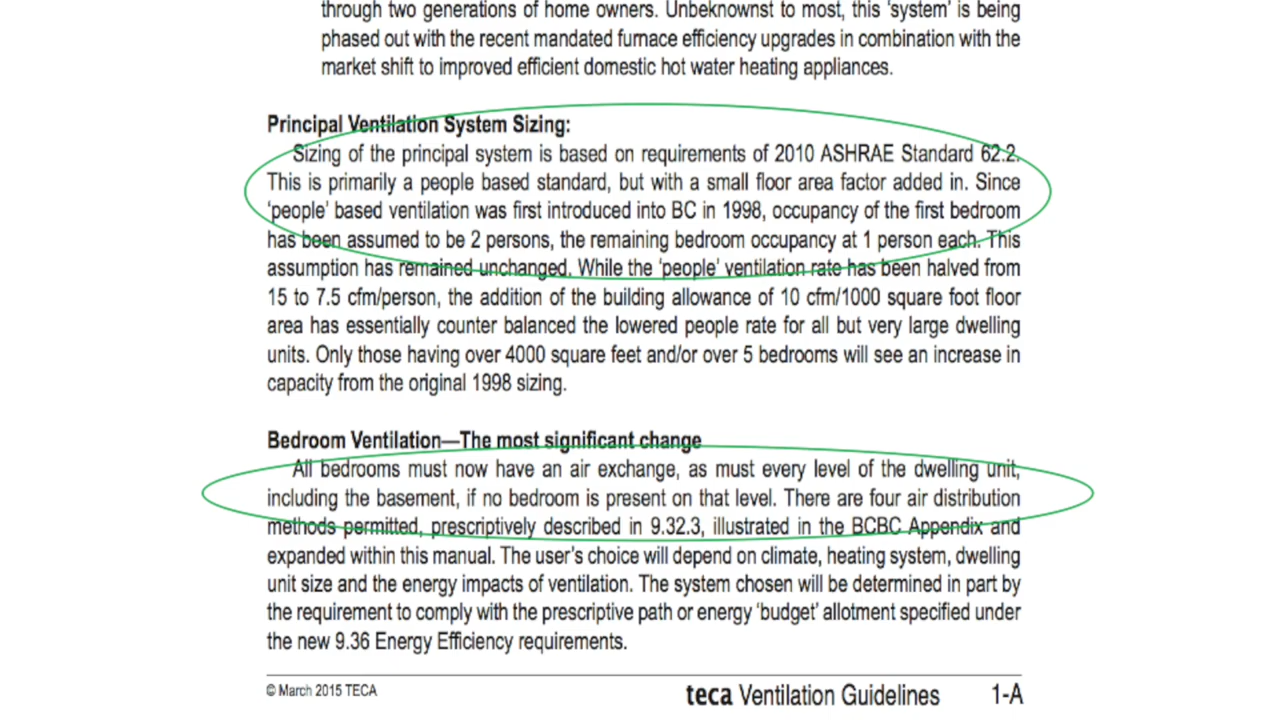 through two generations of home owners. Unbeknownst to most, this ‘system’ is being
phased out with the recent mandated furnace efficiency upgrades in combination with the
market shift to improved efficient domestic hot water heating appliances.
Principal Ventilation System Sizing:
Sizing of the principal system is based on requirements of 2010 ASHRAE Standard 62.2.
This is primarily a people based standard, but with a small floor area factor added in. Since
‘people’ based ventilation was first introduced into BC in 1998, occupancy of the first bedroom
has been assumed to be 2 persons, the remaining bedroom occupancy at 1 person each. This
assumption has remained unchanged. While the ‘people’ ventilation rate has been halved from
15 to 7.5 cfm/person, the addition of the building allowance of 10 cfm/1000 square foot floor
area has essentially counter balanced the lowered people rate for all but very large dwelling
units. Only those having over 4000 square feet and/or over 5 bedrooms will see an increase in
capacity from the original 1998 sizing.
Bedroom Ventilation—The most significant change
All bedrooms must now have an air exchange, as must every level of the dwelling unit,
including the basement, if no bedroom is present on that level. There are four air distribution
methods permitted, prescriptively described in 9.32.3, illustrated in the BCBC Appendix and
expanded within this manual. The user’s choice will depend on climate, heating system, dwelling
unit size and the energy impacts of ventilation. The system chosen will be determined in part by
the requirement to comply with the prescriptive path or energy ‘budget’ allotment specified under
the new 9.36 Energy Efficiency requirements.
© March 2015 TECA
teca Ventilation Guidelines 1-A